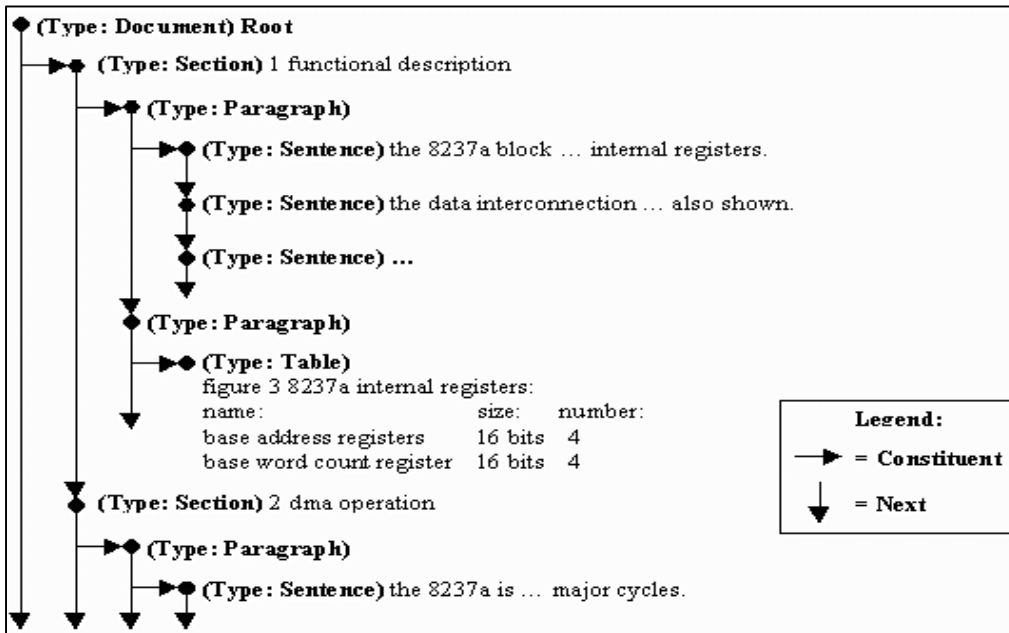 (Type: Document) Root
(Type: Section) 1 functional description
(Type: Paragraph)
(Type: Sentence) the 8237a block ... internal registers.
(Type: Sentence) the data interconnection ... also shown.
(Type: Sentence) ...
(Type: Paragraph)
(Type: Table)
figure 3 8237a internal registers:
name: size: number:
base address registers 16 bits 4
base word count register 16 bits 4
Legend:
= Constituent
= Next
(Type: Section) 2 dma operation
(Type: Paragraph)
(Type: Sentence) the 8237a is ... major cycles.